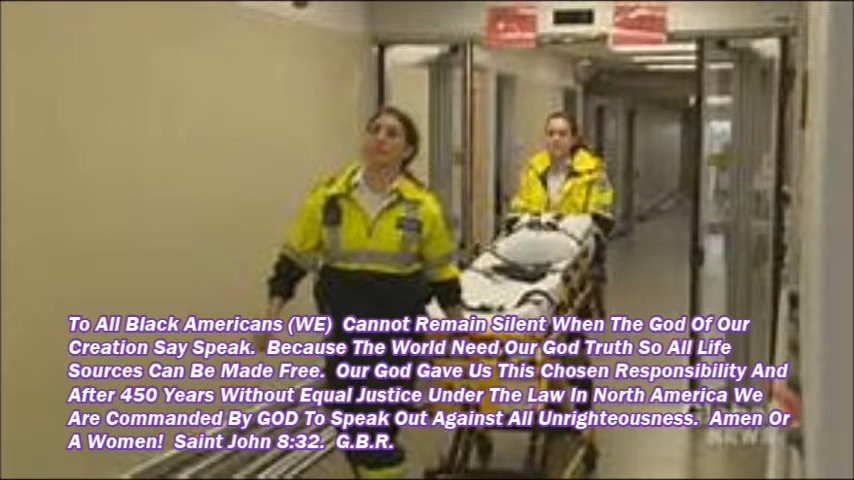 To All Black Americans (WE)  Cannot Remain Silent When The God Of Our
Creation Say Speak.  Because The World Need Our God Truth So All Life
Sources Can Be Made Free.  Our God Gave Us This Chosen Responsibility And
After 450 Years Without Equal Justice Under The Law In North America We
Are Commanded By GOD To Speak Out Against All Unrighteousness.  Amen Or
A Women!  Saint John 8:32.  G.B.R.